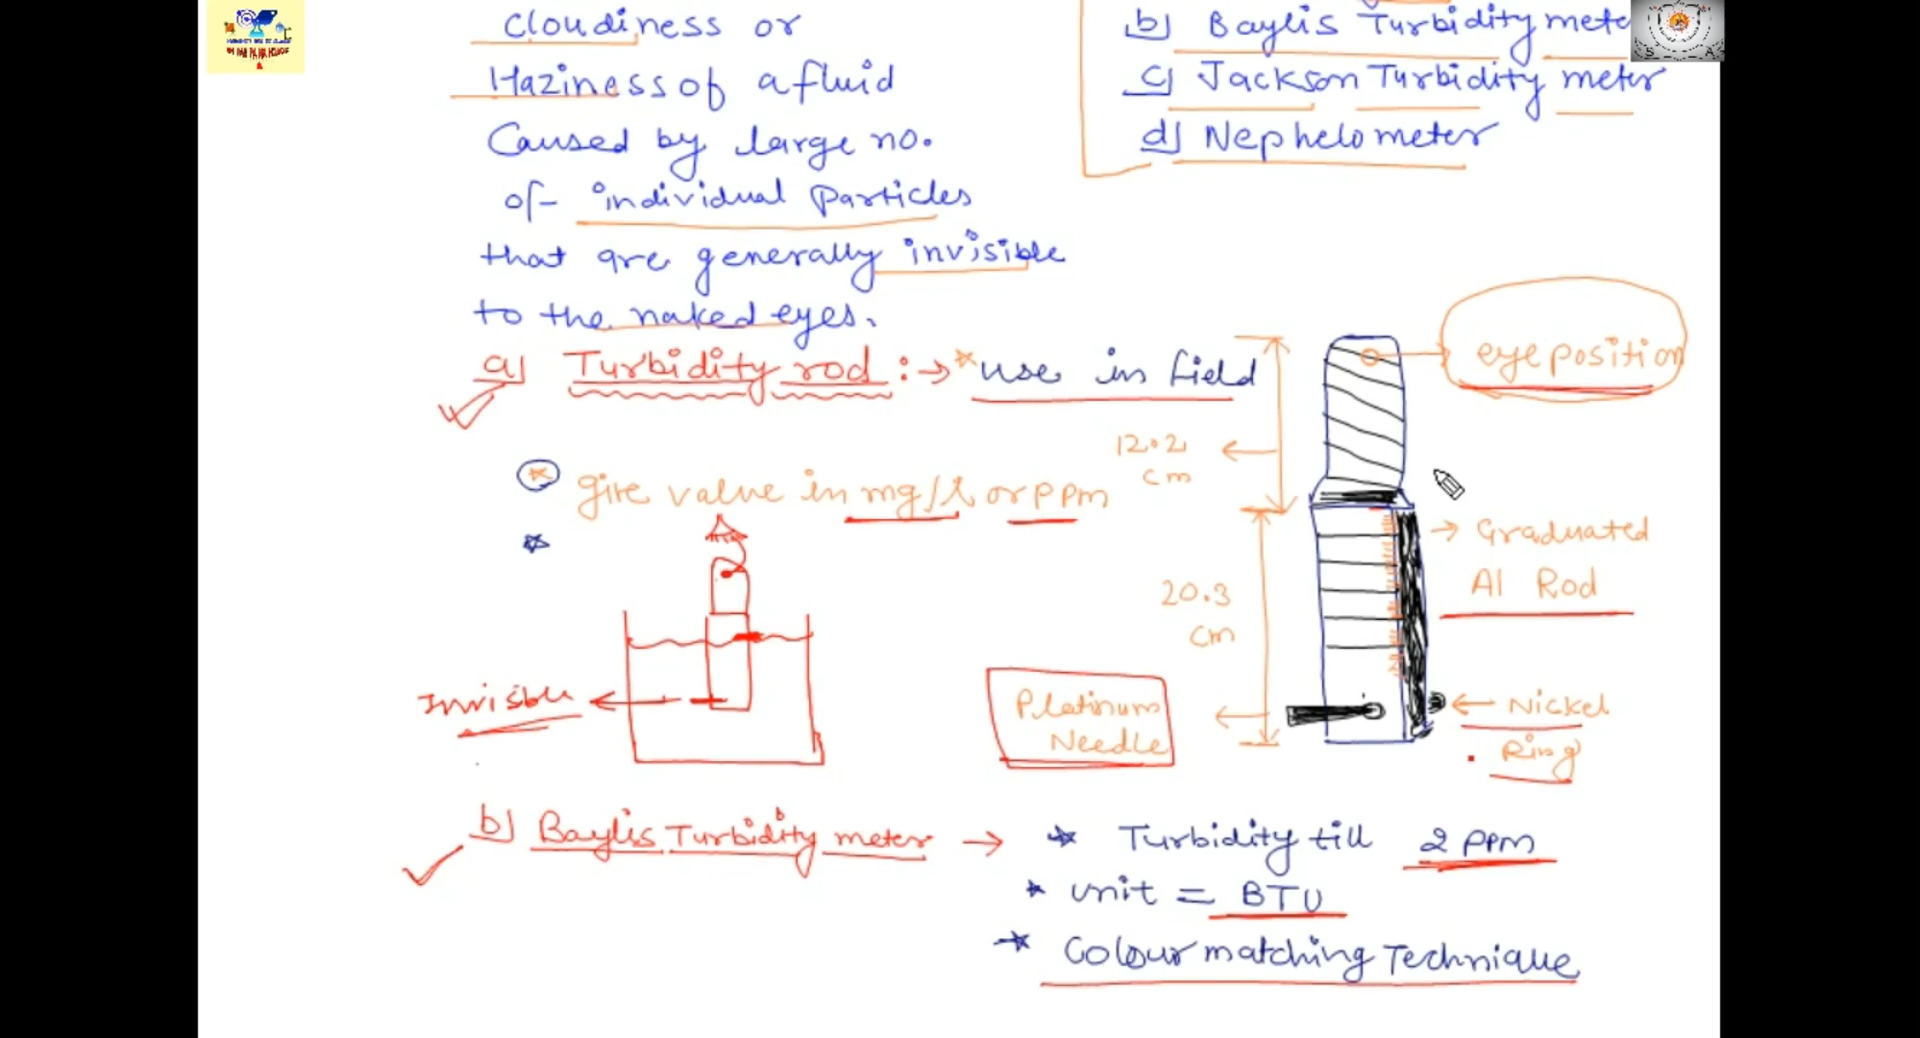 Cloudiness or
Haziness of a fluid
Caused by large no.
of individual Particles
that are generally invisible
to the naked eyes.
b) Baylis Turbidity mete
c) Jackson Turbidity meter
d) Nephelometer
a) Turbidity rod : → *use in field
eye position
12.2
cm
give value in mg/l or PPm
→ Graduated
Al Rod
20.3
cm
Invisible
Platinum
Needle
Nickel
Ring
b) Baylis Turbidity meter → * Turbidity till 2 PPm
* unit = BTU
* Colour matching Technique